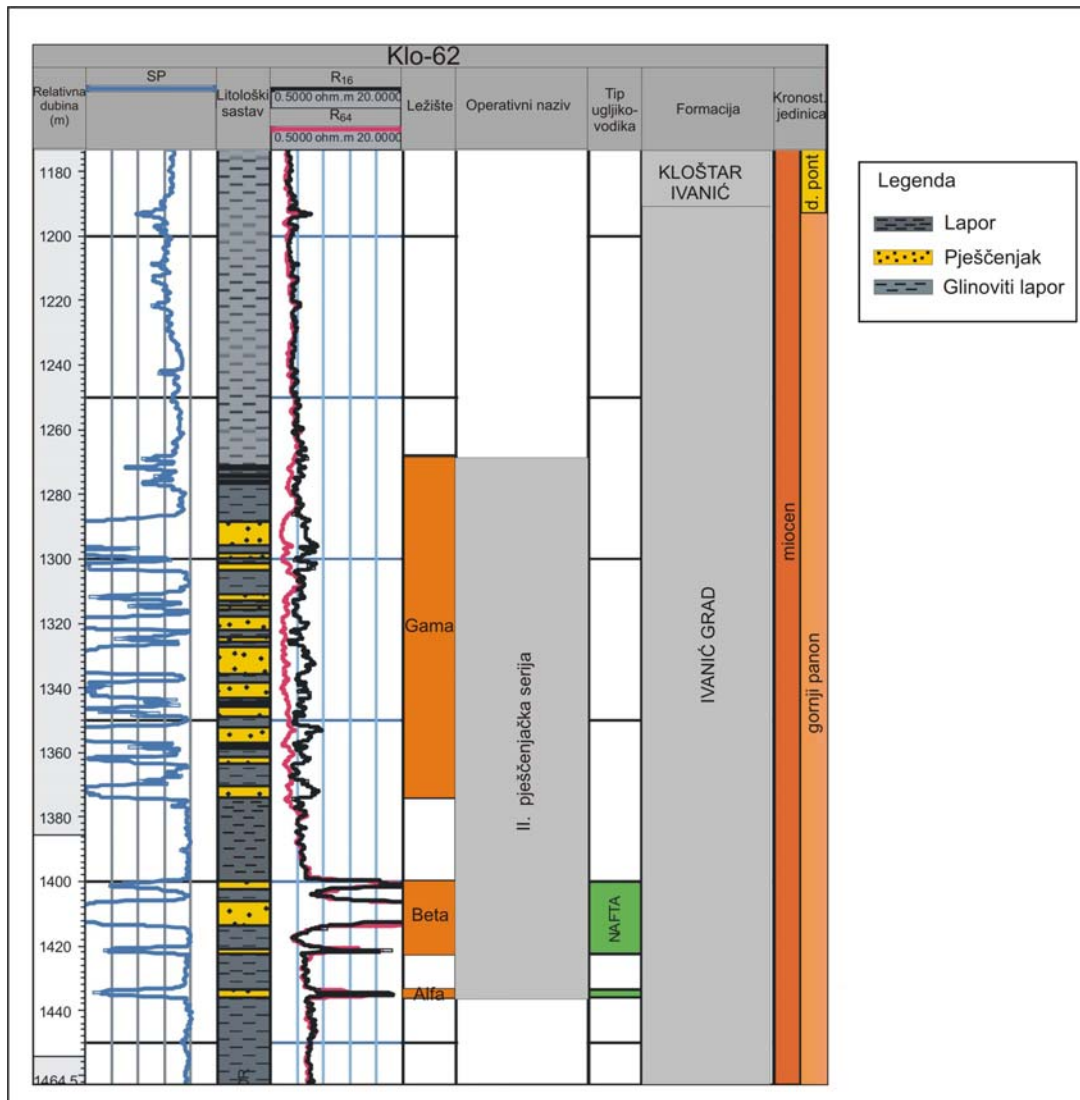 Klo-62
Relativna
dubina
(m)
SP
Litološki
sastav
R16
0.5000 ohm.m 20.0000
R64
0.5000 ohm.m 20.0000
Ležište
Operativni naziv
Tip
ugljiko-
vodika
Formacija
Kronost.
jedinica
1180
1200
1220
1240
1260
1280
1300
1320
1340
1360
1380
1400
1420
1440
1464.5
Gama
Beta
Alfa
II. pješčenjačka serija
NAFTA
KLOŠTAR
IVANIĆ
IVANIĆ GRAD
miocen
d. pont
gornji panon
Legenda
Lapor
Pješčenjak
Glinoviti lapor